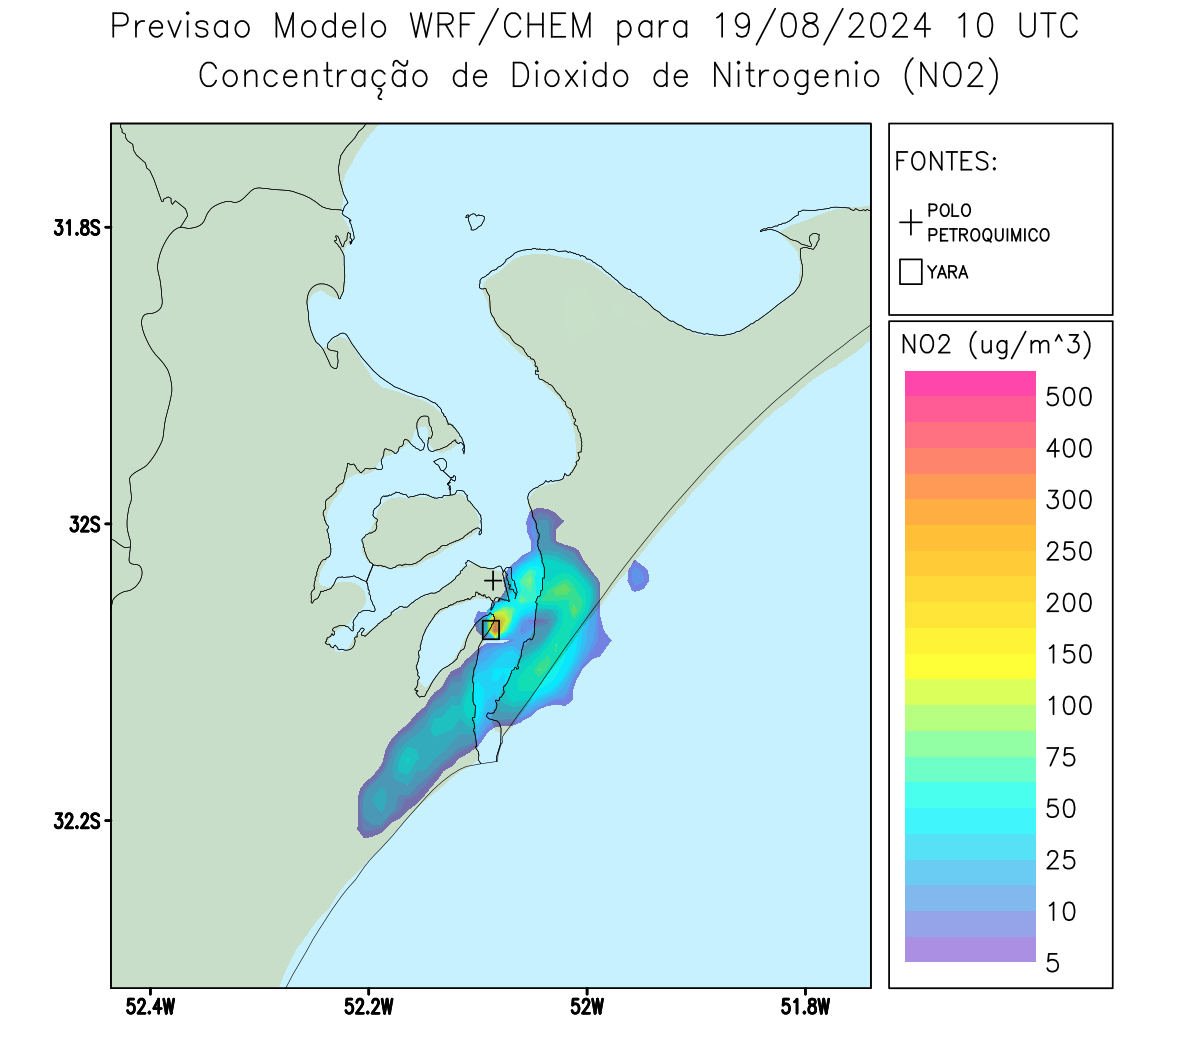 Previsao Modelo WRF/CHEM para 19/08/2024 10 UTC
Concentração de Dioxido de Nitrogenio (NO2)
FONTES:
POLO
PETROQUIMICO
YARA
NO2 (ug/m^3)
500
400
300
250
200
150
100
75
50
25
10
5
31.8S
32S
32.2S
52.4W
52.2W
52W
51.8W